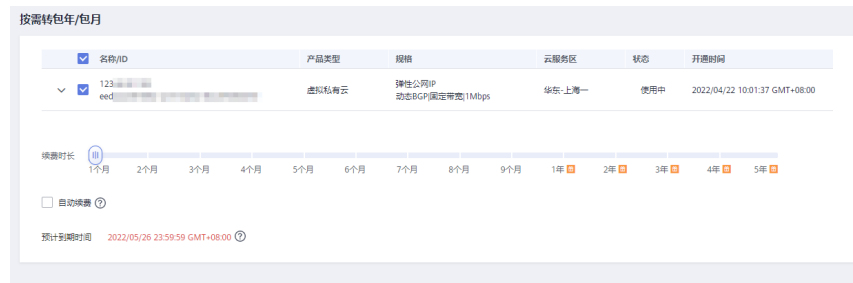 按需转包年/包月
名称/ID 产品类型 规格 云服务区 状态 开通时间
123 虚拟私有云 弹性公网IP 华东-上海一 使用中 2022/04/22 10:01:37 GMT+08:00
eed 动态BGP|固定带宽|1Mbps
续费时长
1个月 2个月 3个月 4个月 5个月 6个月 7个月 8个月 9个月 1年 2年 3年 4年 5年
自动续费 ?
预计到期时间 2022/05/26 23:59:59 GMT+08:00 ?